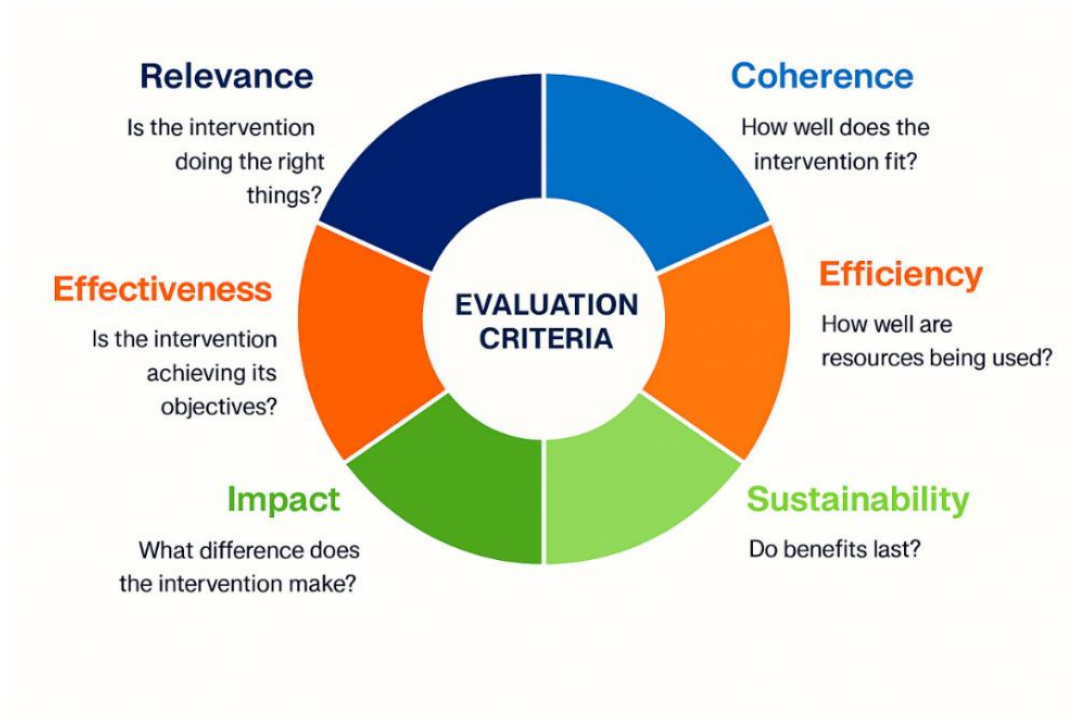 Relevance
Is the intervention
doing the right
things?
Coherence
How well does the
intervention fit?
Effectiveness
Is the intervention
achieving its
objectives?
EVALUATION
CRITERIA
Efficiency
How well are
resources being used?
Impact
What difference does
the intervention make?
Sustainability
Do benefits last?